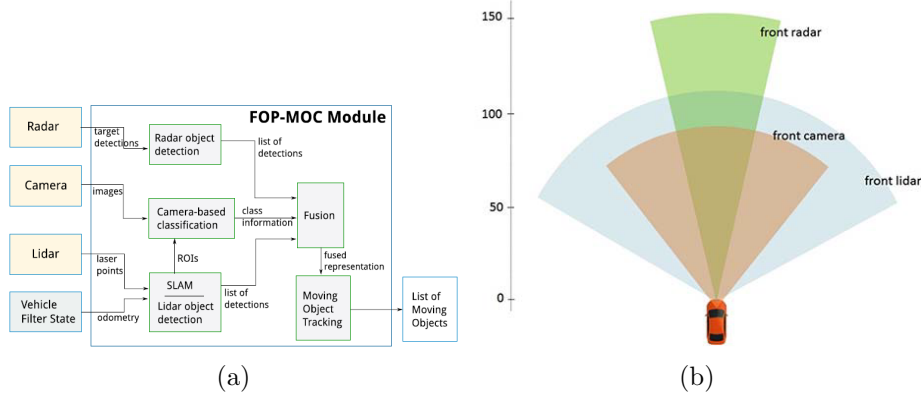 FOP-MOC Module
Radar
target
detections
Radar object
detection
list of
detections
Camera
images
Camera-based
classification
class
information
Fusion
ROIs
fused
representation
Lidar
laser
points
SLAM
Lidar object
detection
list of
detections
Moving
Object
Tracking
List of
Moving
Objects
Vehicle
Filter State
odometry
(a)
150
front radar
100
front camera
front lidar
50
0
(b)